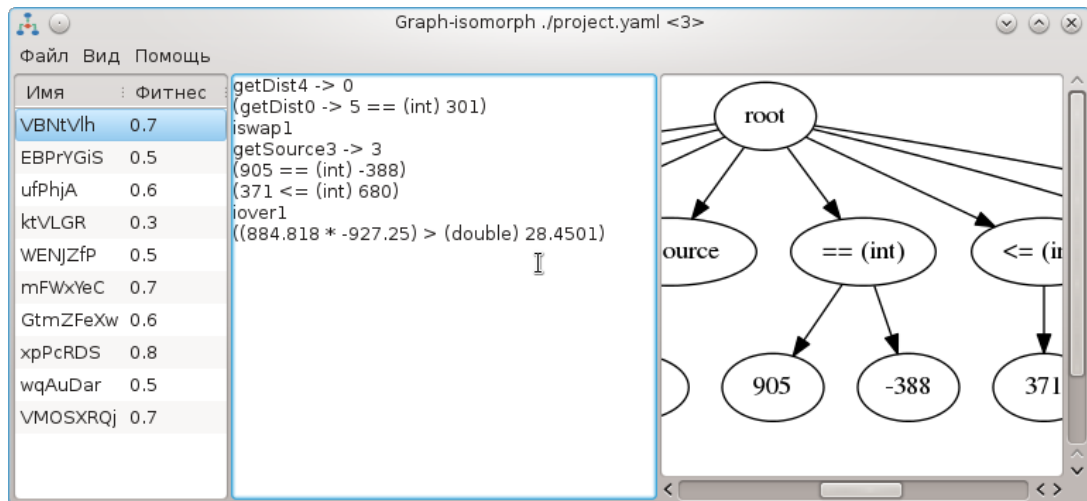 Graph-isomorph ./project.yaml <3>
Файл Вид Помощь
Имя Фитнес
VBNtVlh 0.7
EBPrYGiS 0.5
ufPhjA 0.6
ktVLGR 0.3
WENJZfP 0.5
mFWxYeC 0.7
GtmZFeXw 0.6
xpPcRDS 0.8
wqAuDar 0.5
VMOSXRQj 0.7
getDist4 -> 0
(getDist0 -> 5 == (int) 301)
iswap1
getSource3 -> 3
(905 == (int) -388)
(371 <= (int) 680)
iover1
((884.818 * -927.25) > (double) 28.4501)
root
ource == (int) <= (in
905 -388 371